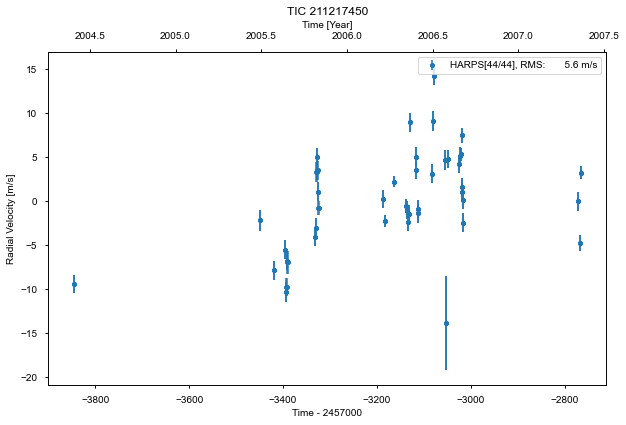 TIC 211217450
Time [Year]
2004.5 2005.0 2005.5 2006.0 2006.5 2007.0 2007.5
HARPS[44/44], RMS: 5.6 m/s
15
10
5
0
−5
−10
−15
−20
Radial Velocity [m/s]
−3800 −3600 −3400 −3200 −3000 −2800
Time - 2457000